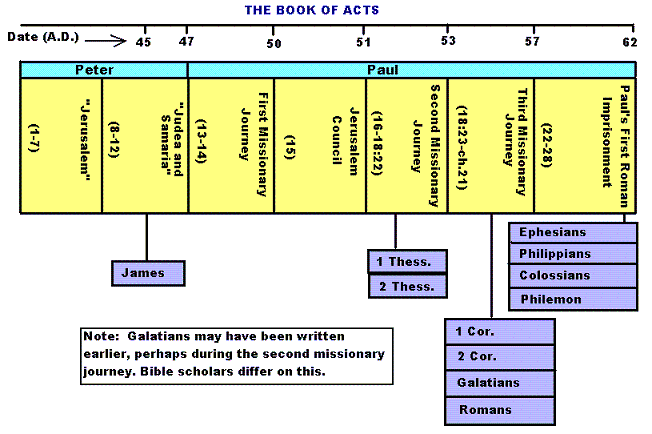 THE BOOK OF ACTS
Date (A.D.)
45
47
50
51
53
57
62
Peter
Paul
(1-7)
"Jerusalem"
(8-12)
"Judea and
Samaria"
(13-14)
First Missionary
Journey
(15)
Jerusalem
Council
(16-18:22)
Second Missionary
Journey
(18:23-ch.21)
Third Missionary
Journey
(22-28)
Paul's First Roman
Imprisonment
James
1 Thess.
2 Thess.
Ephesians
Philippians
Colossians
Philemon
1 Cor.
2 Cor.
Galatians
Romans
Note: Galatians may have been written
earlier, perhaps during the second missionary
journey. Bible scholars differ on this.